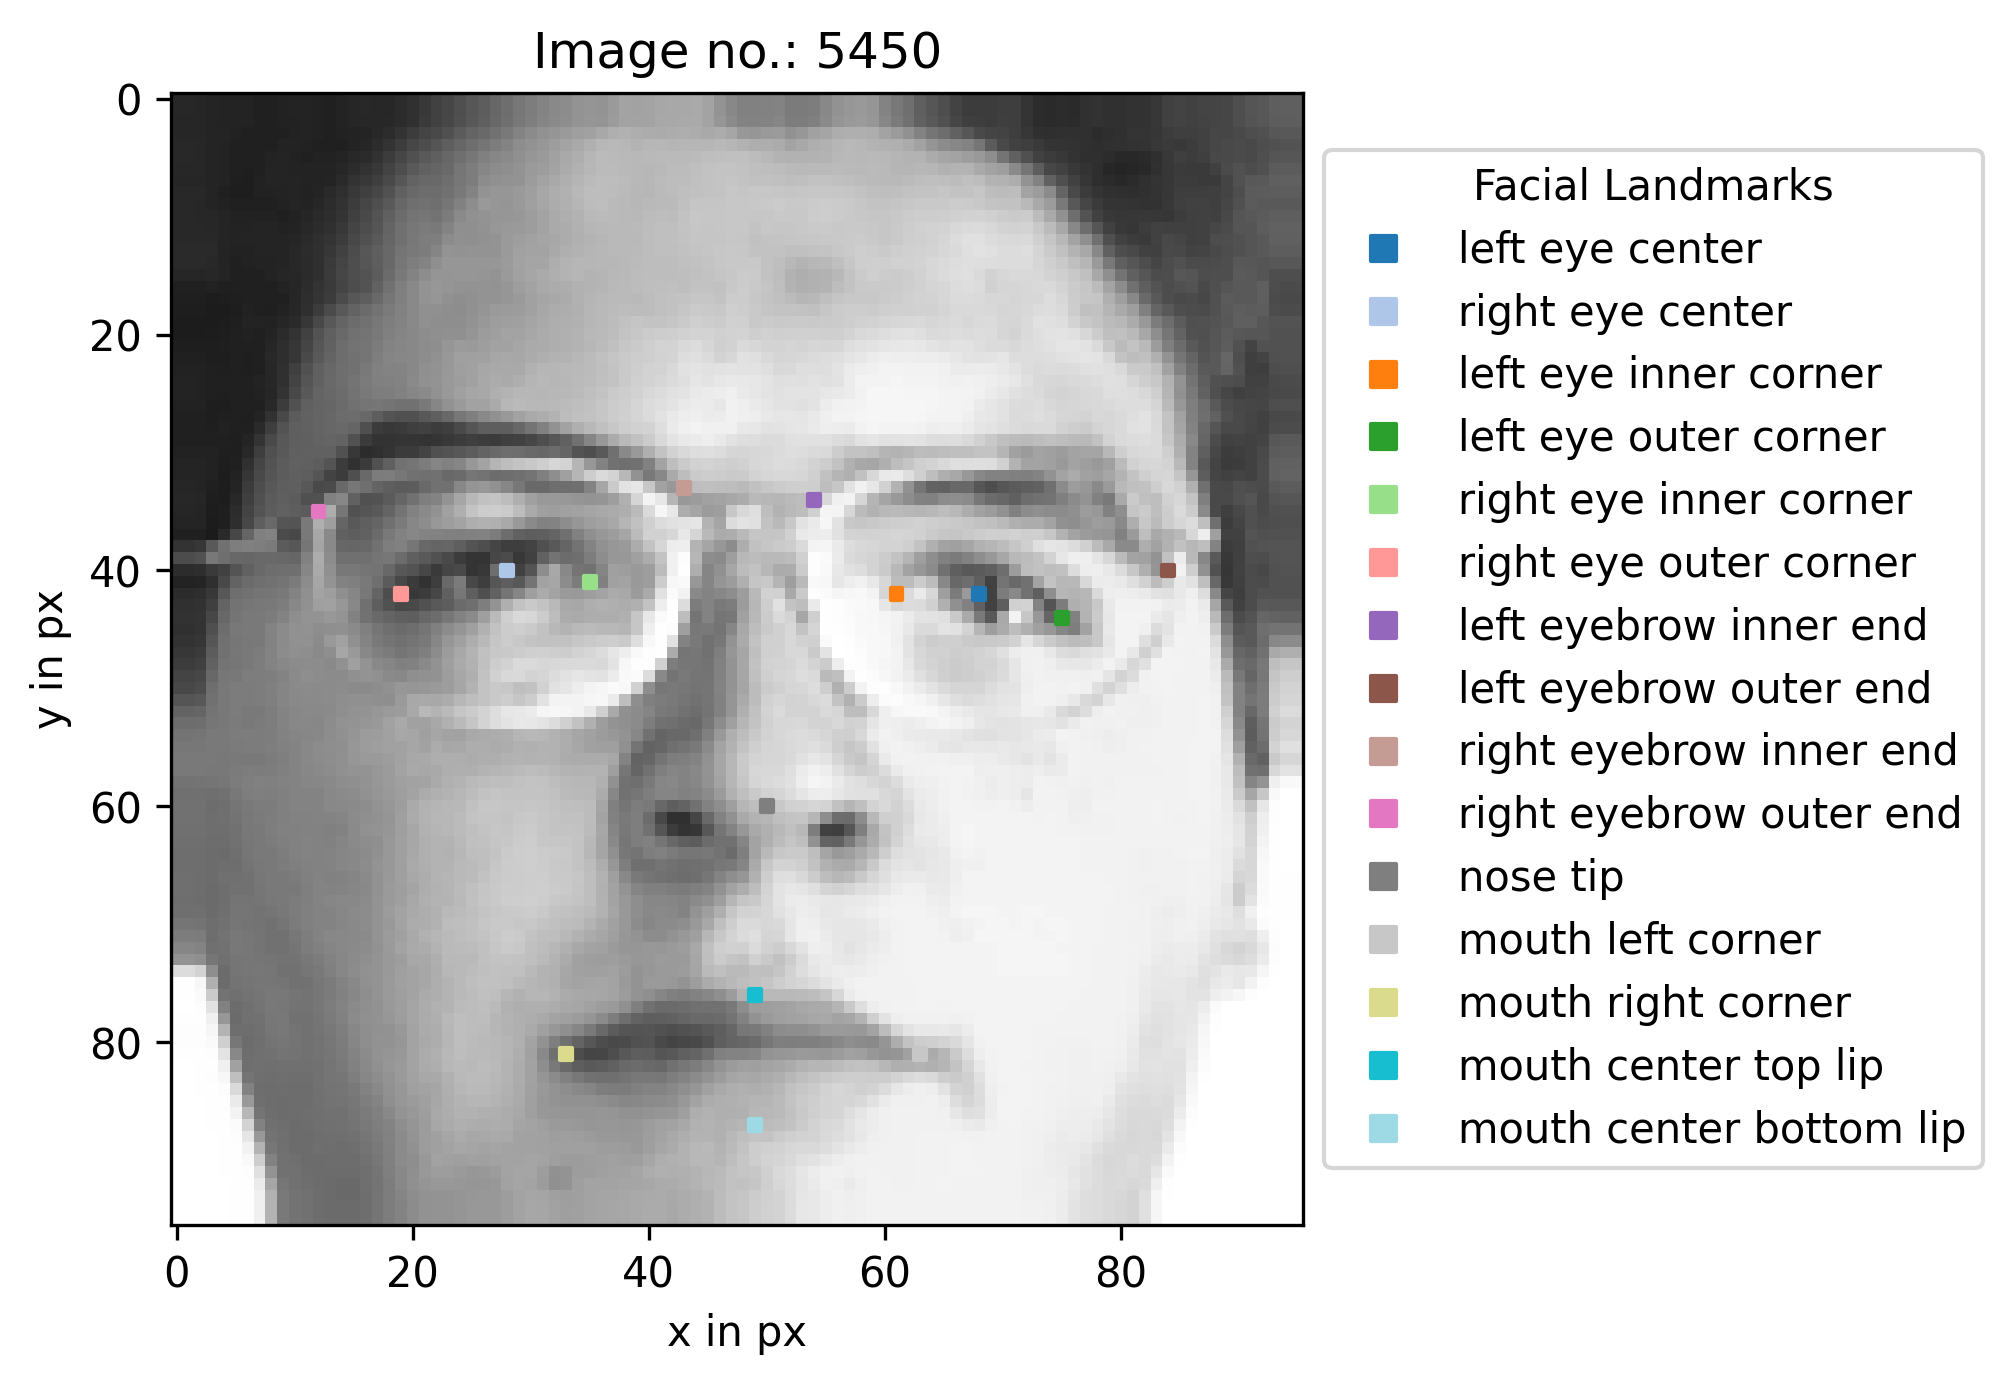 Image no.: 5450
0
20
40
60
80
y in px
0 20 40 60 80
x in px
Facial Landmarks
left eye center
right eye center
left eye inner corner
left eye outer corner
right eye inner corner
right eye outer corner
left eyebrow inner end
left eyebrow outer end
right eyebrow inner end
right eyebrow outer end
nose tip
mouth left corner
mouth right corner
mouth center top lip
mouth center bottom lip